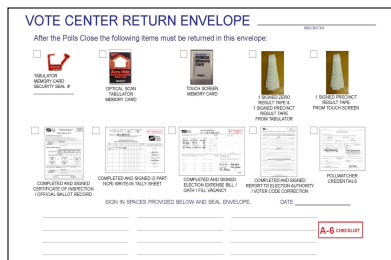 VOTE CENTER RETURN ENVELOPE
PRECINCT(S)
After the Polls Close the following items must be returned in this envelope:
TABULATOR
MEMORY CARD
SECURITY SEAL #
OPTICAL SCAN
TABULATOR
MEMORY CARD
TOUCH SCREEN
MEMORY CARD
1 SIGNED ZERO
RESULT TAPE &
1 SIGNED PRECINCT
RESULT TAPE
FROM TABULATOR
1 SIGNED PRECINCT
RESULT TAPE
FROM TOUCH SCREEN
COMPLETED AND SIGNED
CERTIFICATE OF INSPECTION
/ OFFICIAL BALLOT RECORD
COMPLETED AND SIGNED (3 PART
NCR) WRITE-IN TALLY SHEET
COMPLETED AND SIGNED
ELECTION EXPENSE BILL /
OATH / FILL VACANCY
COMPLETED AND SIGNED
REPORT TO ELECTION AUTHORITY
/ VOTER CODE CORRECTION
POLLWATCHER
CREDENTIALS
SIGN IN SPACES PROVIDED BELOW AND SEAL ENVELOPE. DATE
A-6 CHECKLIST